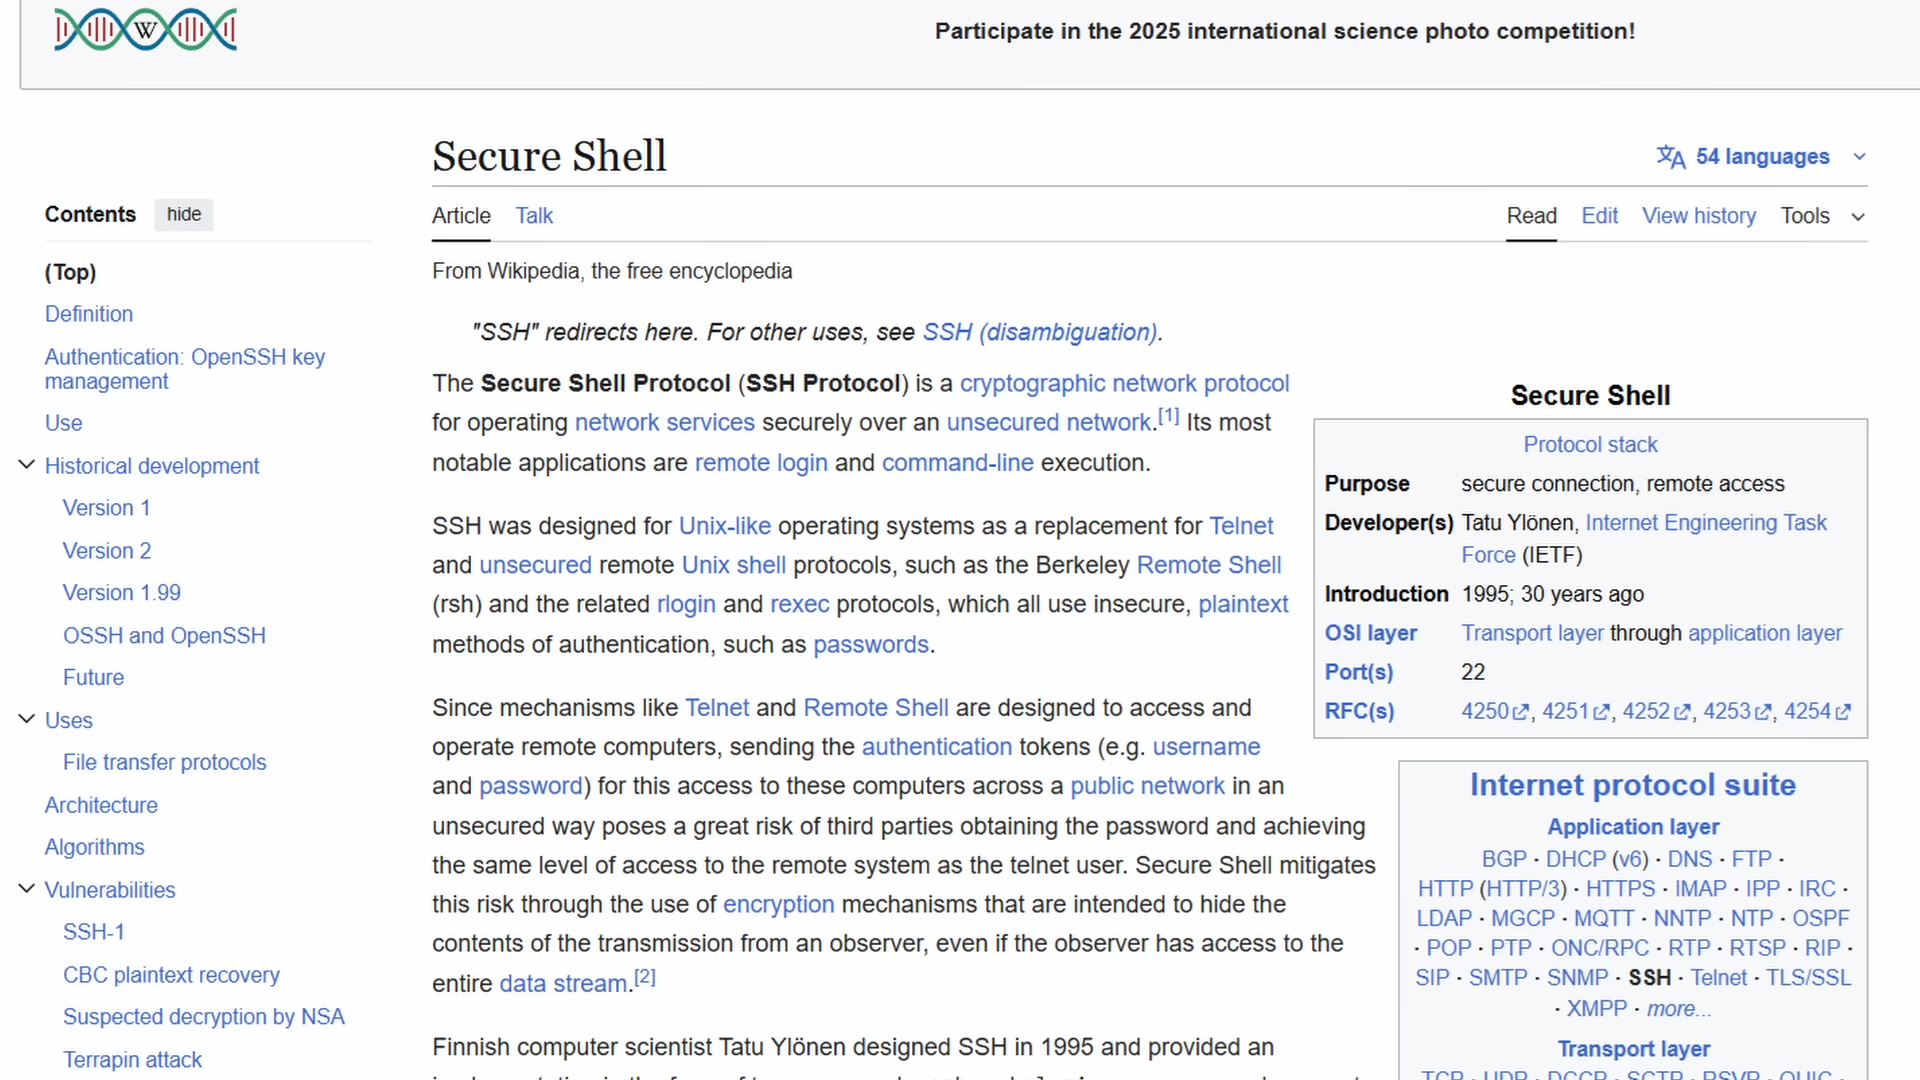 W
Participate in the 2025 international science photo competition!
Secure Shell
54 languages
Contents hide
Article Talk
Read Edit View history Tools
(Top)
Definition
Authentication: OpenSSH key
management
Use
Historical development
Version 1
Version 2
Version 1.99
OSSH and OpenSSH
Future
Uses
File transfer protocols
Architecture
Algorithms
Vulnerabilities
SSH-1
CBC plaintext recovery
Suspected decryption by NSA
Terrapin attack
From Wikipedia, the free encyclopedia
"SSH" redirects here. For other uses, see SSH (disambiguation).
The Secure Shell Protocol (SSH Protocol) is a cryptographic network protocol
for operating network services securely over an unsecured network.[1] Its most
notable applications are remote login and command-line execution.
SSH was designed for Unix-like operating systems as a replacement for Telnet
and unsecured remote Unix shell protocols, such as the Berkeley Remote Shell
(rsh) and the related rlogin and rexec protocols, which all use insecure, plaintext
methods of authentication, such as passwords.
Since mechanisms like Telnet and Remote Shell are designed to access and
operate remote computers, sending the authentication tokens (e.g. username
and password) for this access to these computers across a public network in an
unsecured way poses a great risk of third parties obtaining the password and achieving
the same level of access to the remote system as the telnet user. Secure Shell mitigates
this risk through the use of encryption mechanisms that are intended to hide the
contents of the transmission from an observer, even if the observer has access to the
entire data stream.[2]
Finnish computer scientist Tatu Ylönen designed SSH in 1995 and provided an
Secure Shell
Protocol stack
Purpose secure connection, remote access
Developer(s) Tatu Ylönen, Internet Engineering Task
Force (IETF)
Introduction 1995; 30 years ago
OSI layer Transport layer through application layer
Port(s) 22
RFC(s) 4250, 4251, 4252, 4253, 4254
Internet protocol suite
Application layer
BGP · DHCP (v6) · DNS · FTP ·
HTTP (HTTP/3) · HTTPS · IMAP · IPP · IRC ·
LDAP · MGCP · MQTT · NNTP · NTP · OSPF
· POP · PTP · ONC/RPC · RTP · RTSP · RIP ·
SIP · SMTP · SNMP · SSH · Telnet · TLS/SSL
· XMPP · more...
Transport layer
TCP · UDP · DCCP · SCTP · RSVP · QUIC ·